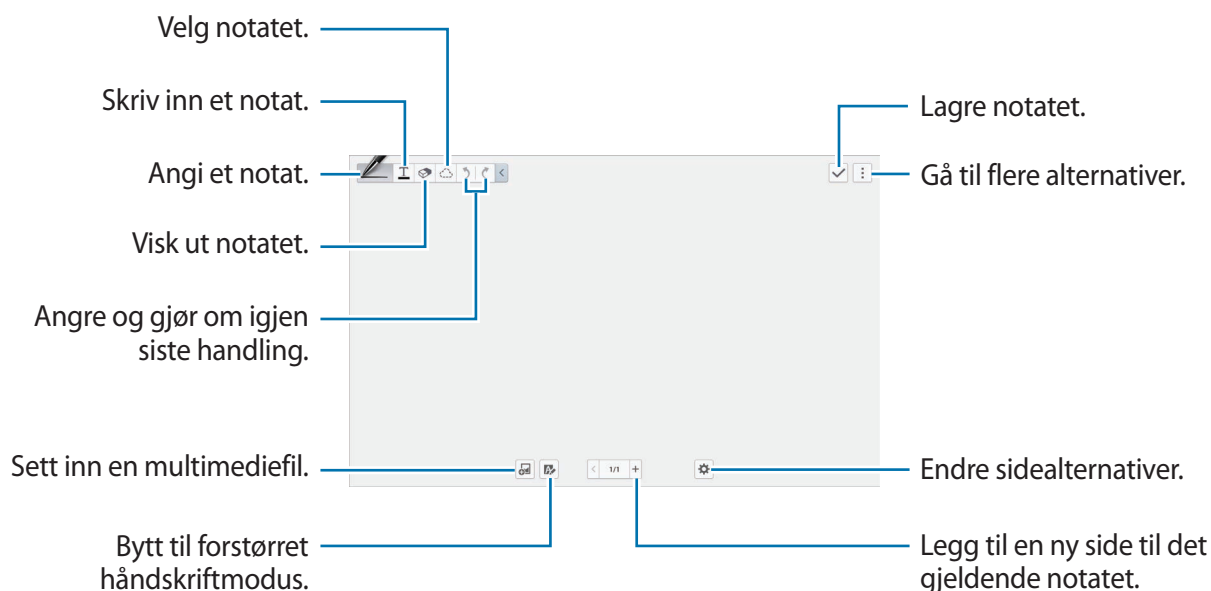 Velg notatet.
Skriv inn et notat.
Lagre notatet.
Angi et notat.
Gå til flere alternativer.
Visk ut notatet.
Angre og gjør om igjen
siste handling.
Sett inn en multimediefil.
1/1
Endre sidealternativer.
Bytt til forstørret
håndskriftmodus.
Legg til en ny side til det
gjeldende notatet.